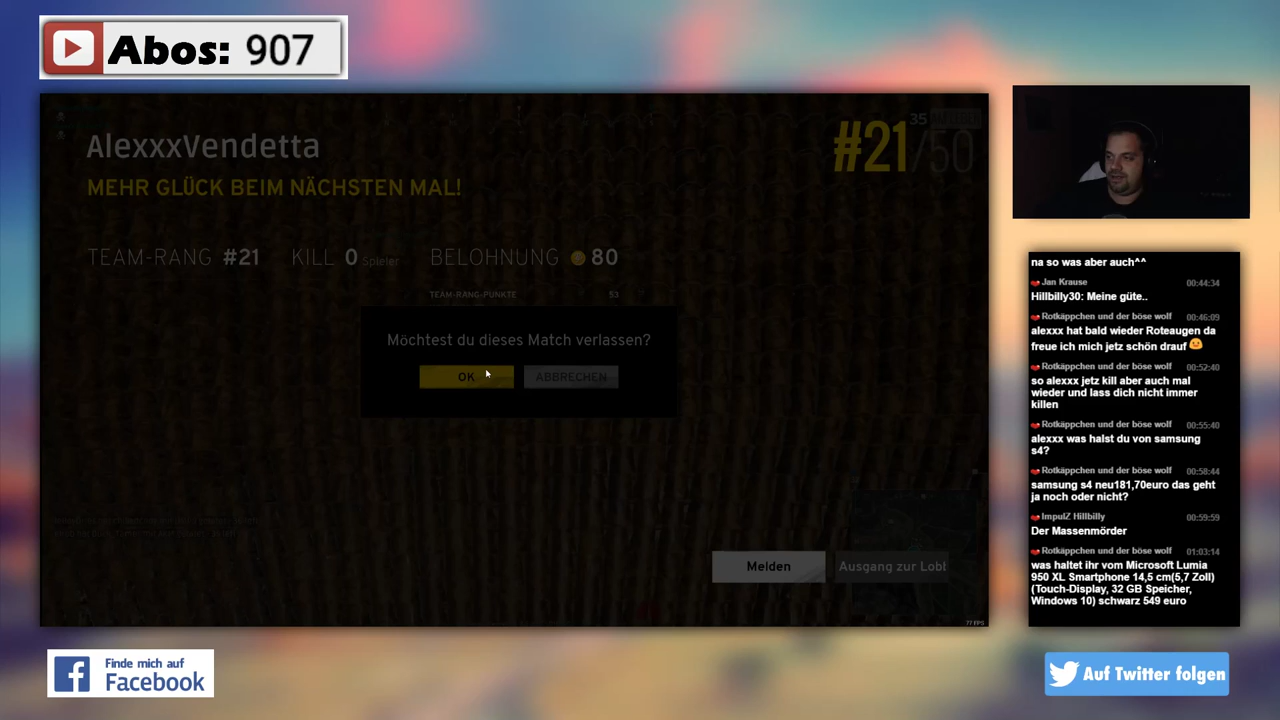 Abos: 907
AlexxxVendetta
MEHR GLÜCK BEIM NÄCHSTEN MAL!
35
#21/50
TEAM-RANG #21 KILL 0 Spieler BELOHNUNG 80
TEAM-RANG-PUNKTE 53
Möchtest du dieses Match verlassen?
OK ABBRECHEN
Melden Ausgang zur Lobl
77 FPS
na so was aber auch^^
Jan Krause 00:44:34
Hillbilly30: Meine güte..
Rotkäppchen und der böse wolf 00:46:09
alexxx hat bald wieder Roteaugen da
freue ich mich jetz schön drauf
Rotkäppchen und der böse wolf 00:52:40
so alexxx jetz kill aber auch mal
wieder und lass dich nicht immer
killen
Rotkäppchen und der böse wolf 00:55:40
alexxx was halst du von samsung
s4?
Rotkäppchen und der böse wolf 00:58:44
samsung s4 neu181,70euro das geht
ja noch oder nicht?
ImpulZ Hillbilly 00:59:59
Der Massenmörder
Rotkäppchen und der böse wolf 01:03:14
was haltet ihr vom Microsoft Lumia
950 XL Smartphone 14,5 cm(5,7 Zoll)
(Touch-Display, 32 GB Speicher,
Windows 10) schwarz 549 euro
Finde mich auf
Facebook
Auf Twitter folgen